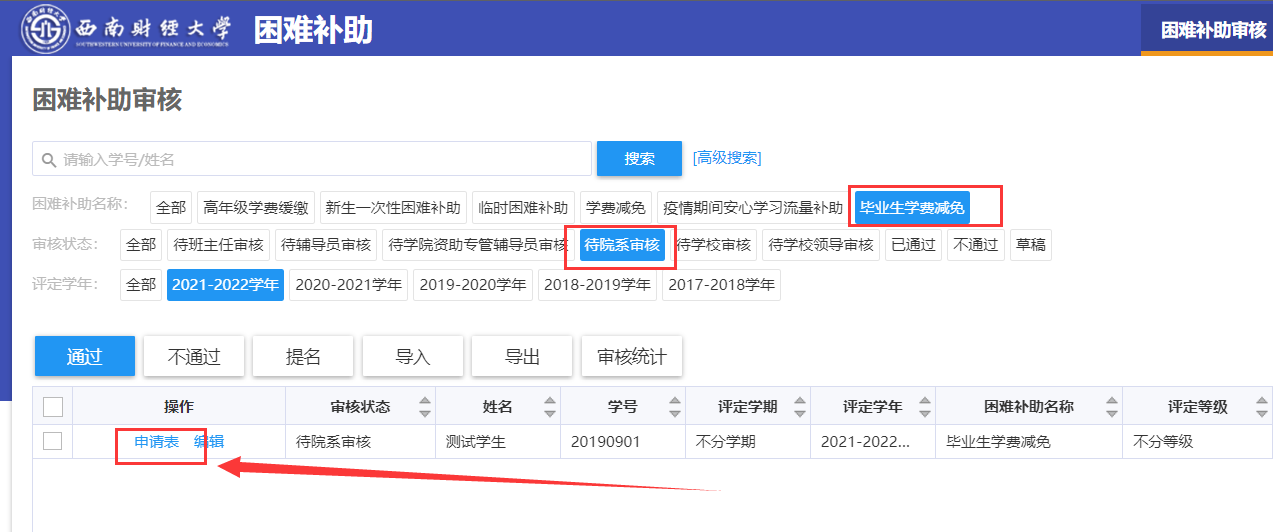 西南财经大学 困难补助 困难补助审核
SOUTHWESTERN UNIVERSITY OF FINANCE AND ECONOMICS
困难补助审核
请输入学号/姓名 搜索 [高级搜索]
困难补助名称: 全部 高年级学费缓缴 新生一次性困难补助 临时困难补助 学费减免 疫情期间安心学习流量补助 毕业生学费减免
审核状态: 全部 待班主任审核 待辅导员审核 待学院资助专管辅导员审核 待院系审核 待学校审核 待学校领导审核 已通过 不通过 草稿
评定学年: 全部 2021-2022学年 2020-2021学年 2019-2020学年 2018-2019学年 2017-2018学年
通过 不通过 提名 导入 导出 审核统计
操作 审核状态 姓名 学号 评定学期 评定学年 困难补助名称 评定等级
申请表 编辑 待院系审核 测试学生 20190901 不分学期 2021-2022... 毕业生学费减免 不分等级